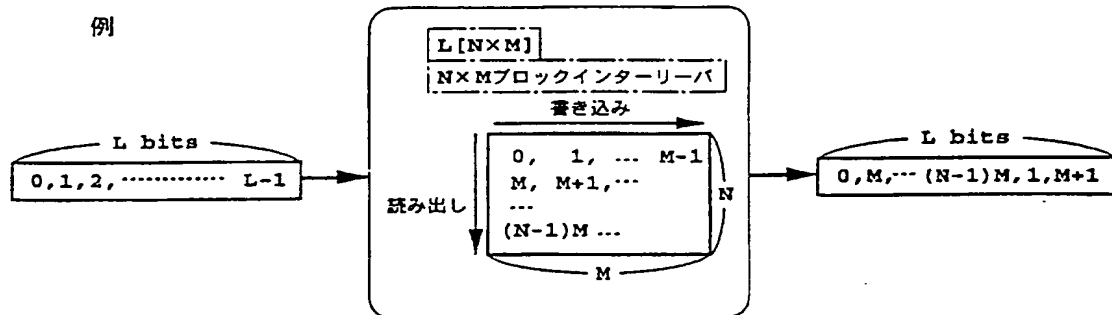 例
L[N×M]
N×Mブロックインターリーバ
書き込み
L bits
0,1,2,………… L-1
読み出し
0, 1, … M-1
M, M+1,…
…
(N-1)M …
N
M
L bits
0,M,… (N-1)M,1,M+1